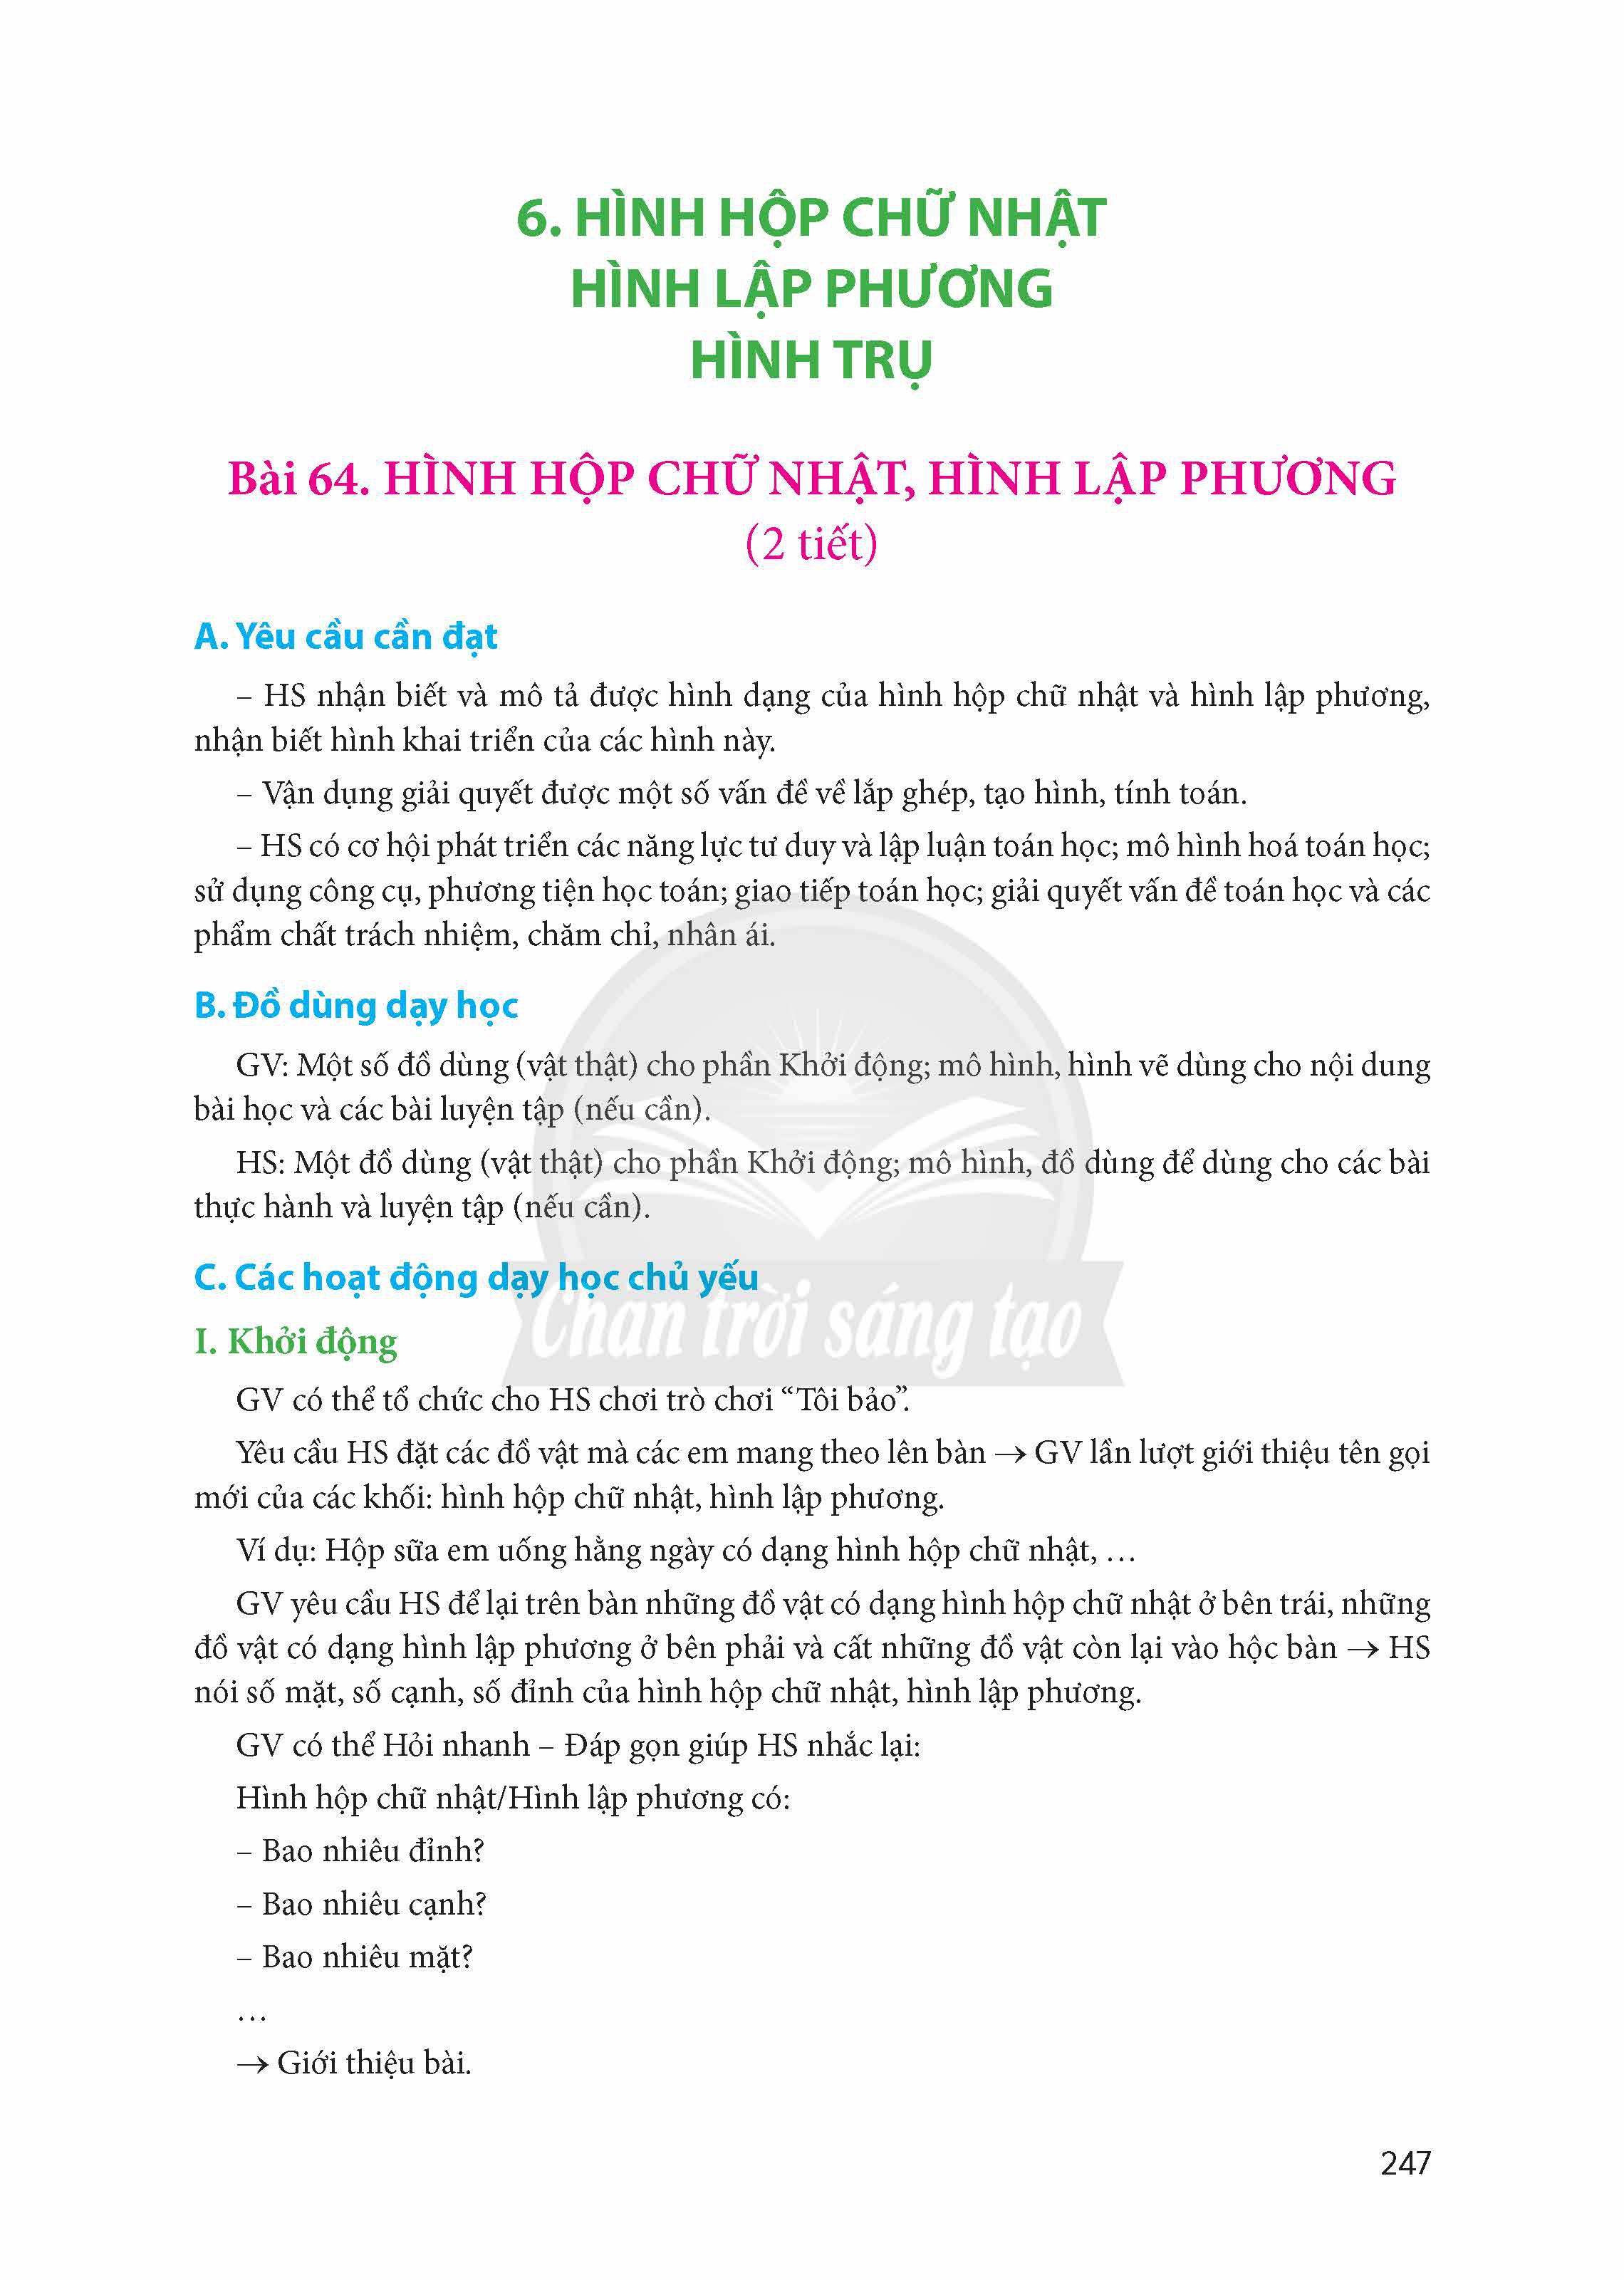 6. HÌNH HỘP CHỮ NHẬT
HÌNH LẬP PHƯƠNG
HÌNH TRỤ
Bài 64. HÌNH HỘP CHỮ NHẬT, HÌNH LẬP PHƯƠNG
(2 tiết)
A. Yêu cầu cần đạt
– HS nhận biết và mô tả được hình dạng của hình hộp chữ nhật và hình lập phương,
nhận biết hình khai triển của các hình này.
– Vận dụng giải quyết được một số vấn đề về lắp ghép, tạo hình, tính toán.
– HS có cơ hội phát triển các năng lực tư duy và lập luận toán học; mô hình hoá toán học;
sử dụng công cụ, phương tiện học toán; giao tiếp toán học; giải quyết vấn đề toán học và các
phẩm chất trách nhiệm, chăm chỉ, nhân ái.
B. Đồ dùng dạy học
GV: Một số đồ dùng (vật thật) cho phần Khởi động; mô hình, hình vẽ dùng cho nội dung
bài học và các bài luyện tập (nếu cần).
HS: Một đồ dùng (vật thật) cho phần Khởi động; mô hình, đồ dùng để dùng cho các bài
thực hành và luyện tập (nếu cần).
C. Các hoạt động dạy học chủ yếu
Chân trời sáng tạo
I. Khởi động
GV có thể tổ chức cho HS chơi trò chơi “Tôi bảo”.
Yêu cầu HS đặt các đồ vật mà các em mang theo lên bàn → GV lần lượt giới thiệu tên gọi
mới của các khối: hình hộp chữ nhật, hình lập phương.
Ví dụ: Hộp sữa em uống hằng ngày có dạng hình hộp chữ nhật, …
GV yêu cầu HS để lại trên bàn những đồ vật có dạng hình hộp chữ nhật ở bên trái, những
đồ vật có dạng hình lập phương ở bên phải và cất những đồ vật còn lại vào hộc bàn → HS
nói số mặt, số cạnh, số đỉnh của hình hộp chữ nhật, hình lập phương.
GV có thể Hỏi nhanh – Đáp gọn giúp HS nhắc lại:
Hình hộp chữ nhật/Hình lập phương có:
– Bao nhiêu đỉnh?
– Bao nhiêu cạnh?
– Bao nhiêu mặt?
…
→ Giới thiệu bài.
247